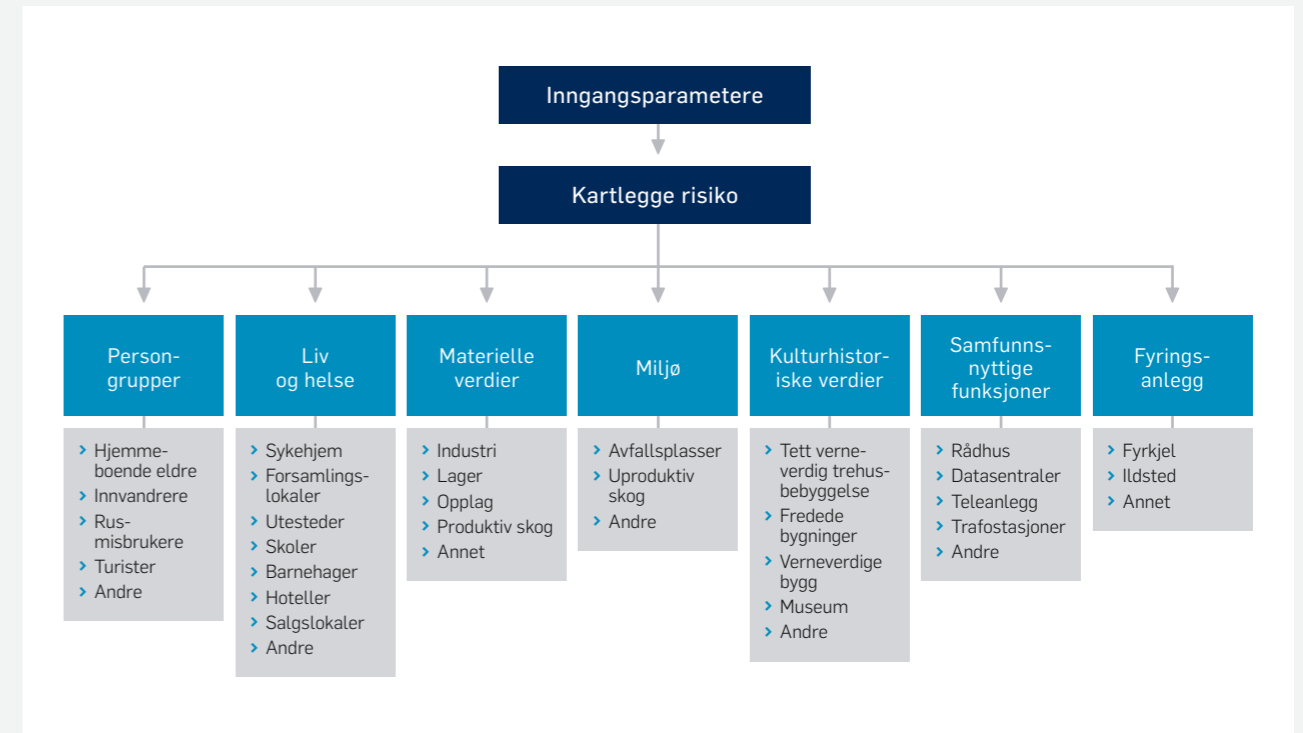 Inngangsparametere
Kartlegge risiko
Person-
grupper
› Hjemme-
boende eldre
› Innvandrere
› Rus-
misbrukere
› Turister
› Andre
Liv
og helse
› Sykehjem
› Forsamlings-
lokaler
› Utesteder
› Skoler
› Barnehager
› Hoteller
› Salgslokaler
› Andre
Materielle
verdier
› Industri
› Lager
› Opplag
› Produktiv skog
› Annet
Miljø
› Avfallsplasser
› Uproduktiv
skog
› Andre
Kulturhistor-
iske verdier
› Tett verne-
verdig trehus-
bebyggelse
› Fredede
bygninger
› Verneverdige
bygg
› Museum
› Andre
Samfunns-
nyttige
funksjoner
› Rådhus
› Datasentraler
› Teleanlegg
› Trafostasjoner
› Andre
Fyrings-
anlegg
› Fyrkjel
› Ildsted
› Annet